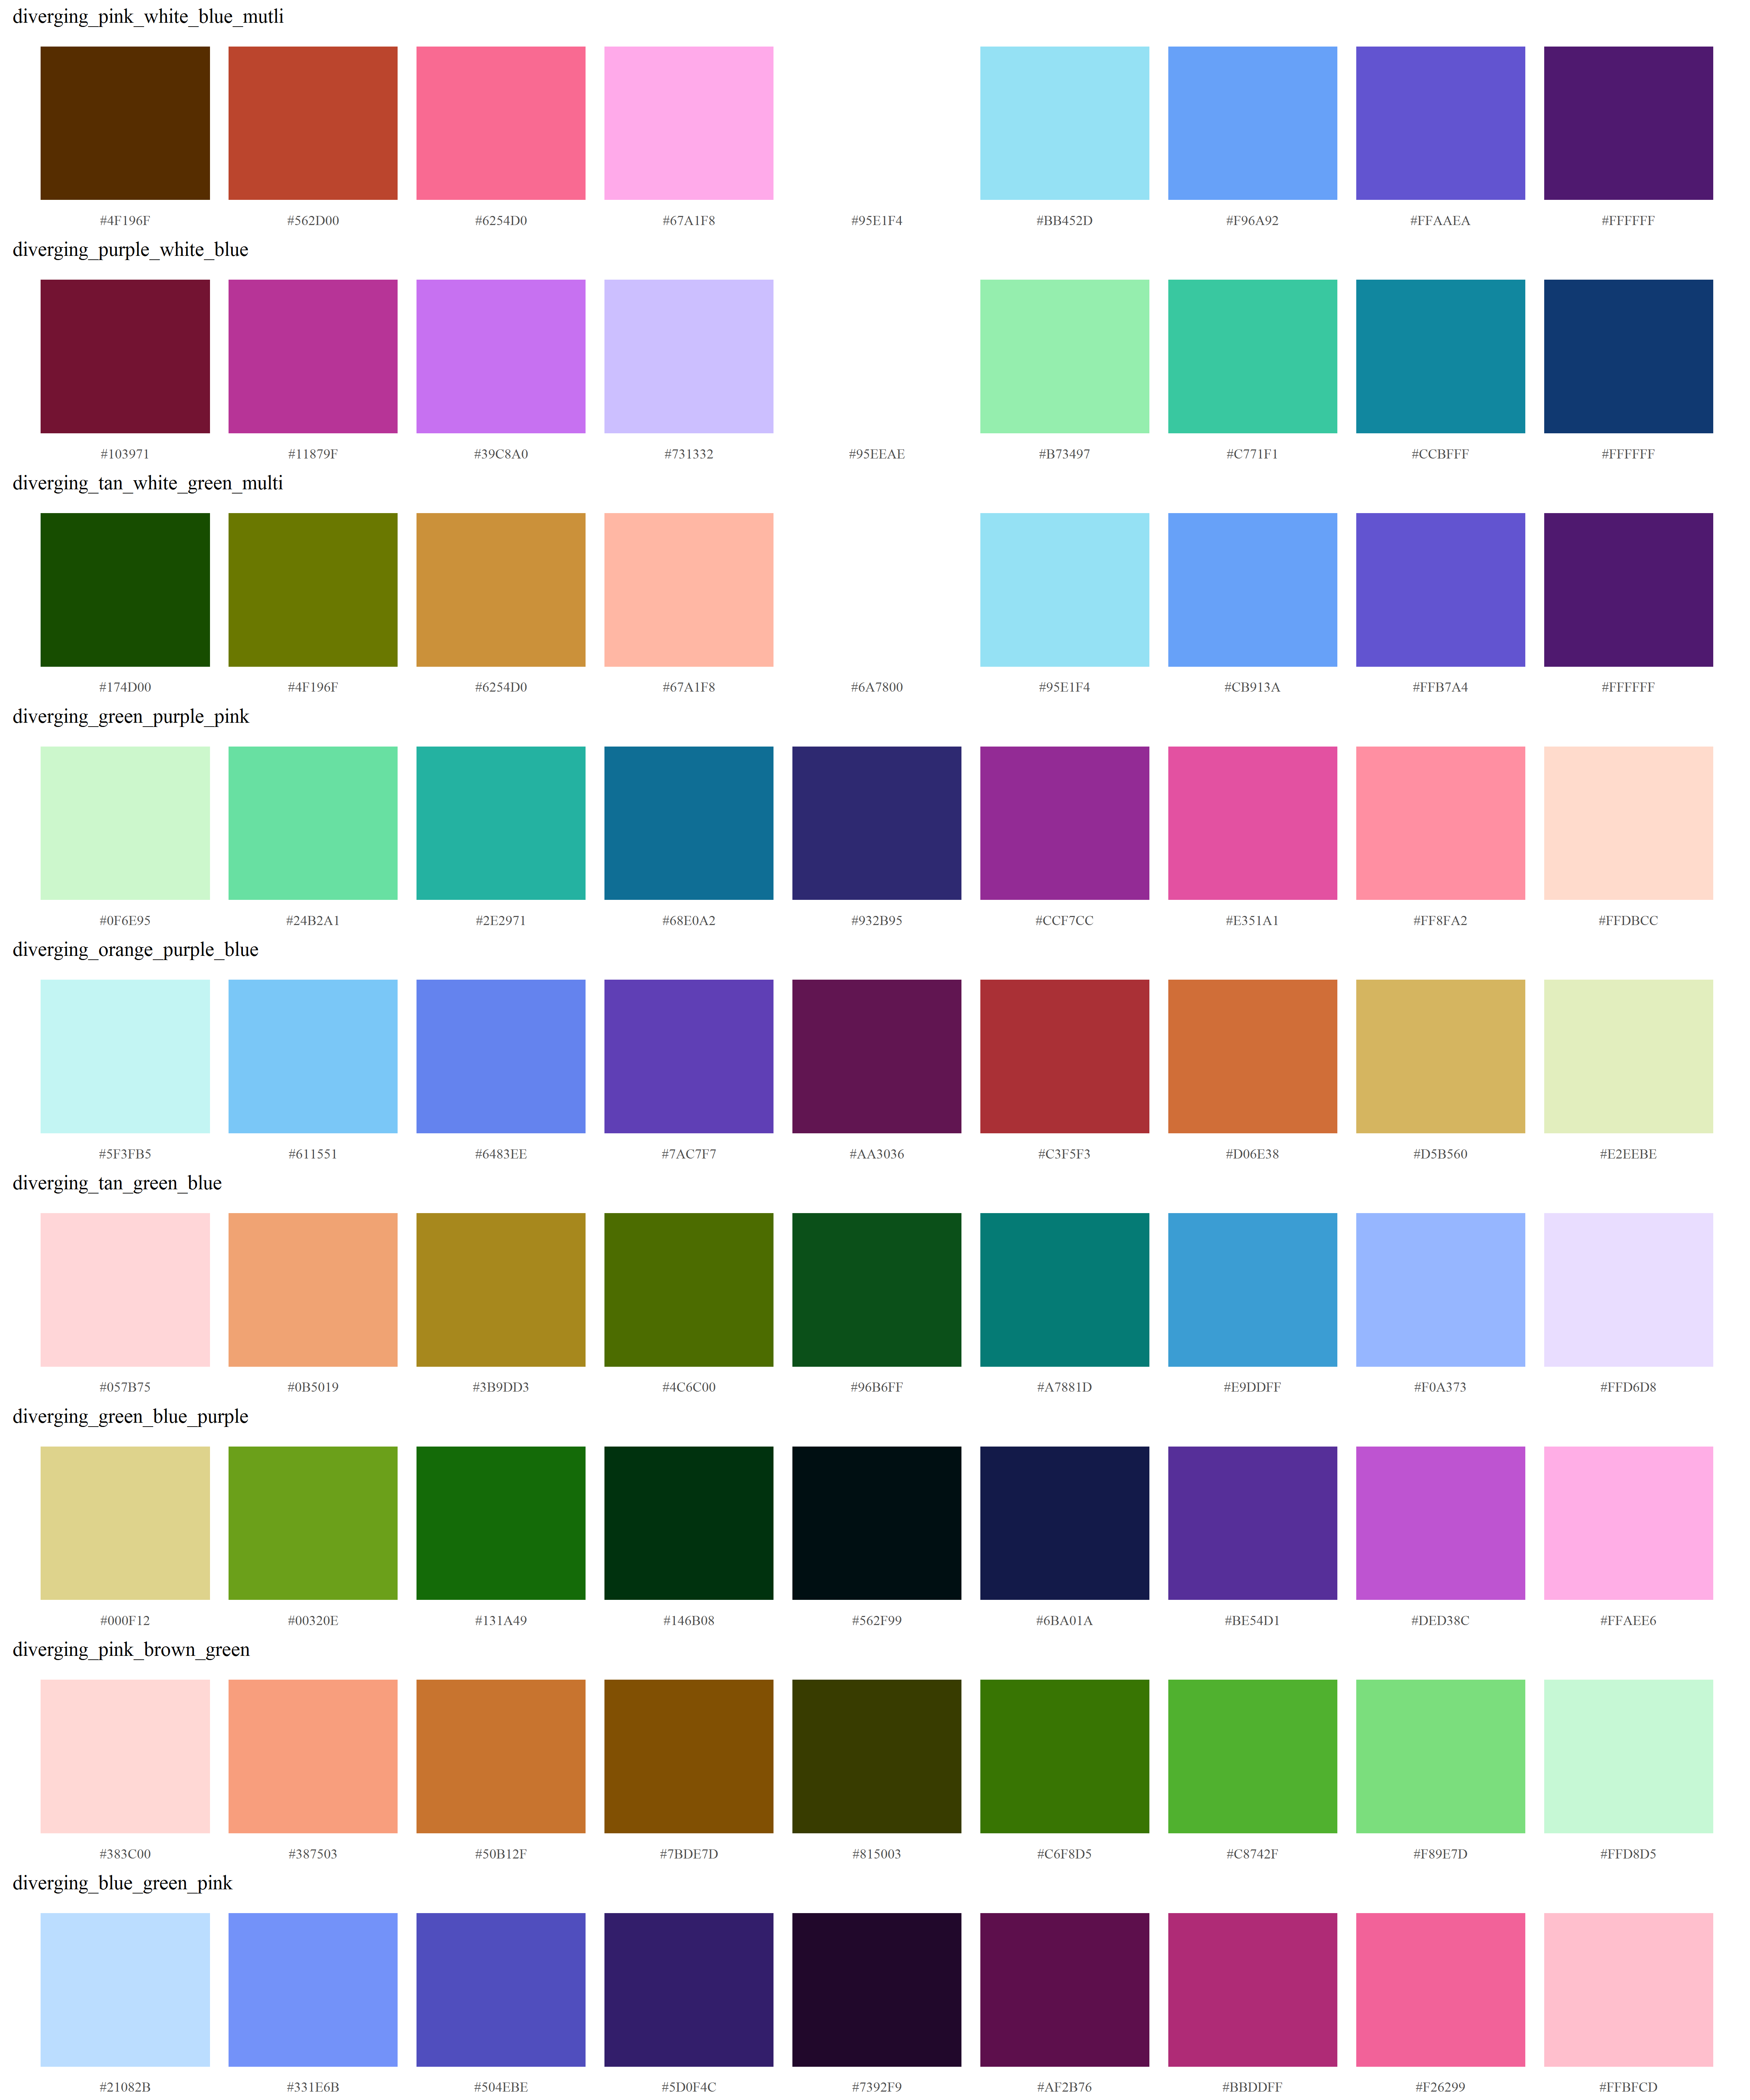 diverging_pink_white_blue_mutli
#4F196F #562D00 #6254D0 #67A1F8 #95E1F4 #BB452D #F96A92 #FFAAEA #FFFFFF
diverging_purple_white_blue
#103971 #11879F #39C8A0 #731332 #95EEAE #B73497 #C771F1 #CCBFFF #FFFFFF
diverging_tan_white_green_multi
#174D00 #4F196F #6254D0 #67A1F8 #6A7800 #95E1F4 #CB913A #FFB7A4 #FFFFFF
diverging_green_purple_pink
#0F6E95 #24B2A1 #2E2971 #68E0A2 #932B95 #CCF7CC #E351A1 #FF8FA2 #FFDBCC
diverging_orange_purple_blue
#5F3FB5 #611551 #6483EE #7AC7F7 #AA3036 #C3F5F3 #D06E38 #D5B560 #E2EEBE
diverging_tan_green_blue
#057B75 #0B5019 #3B9DD3 #4C6C00 #96B6FF #A7881D #E9DDFF #F0A373 #FFD6D8
diverging_green_blue_purple
#000F12 #00320E #131A49 #146B08 #562F99 #6BA01A #BE54D1 #DED38C #FFAEE6
diverging_pink_brown_green
#383C00 #387503 #50B12F #7BDE7D #815003 #C6F8D5 #C8742F #F89E7D #FFD8D5
diverging_blue_green_pink
#21082B #331E6B #504EBE #5D0F4C #7392F9 #AF2B76 #BBDDFF #F26299 #FFBFCD